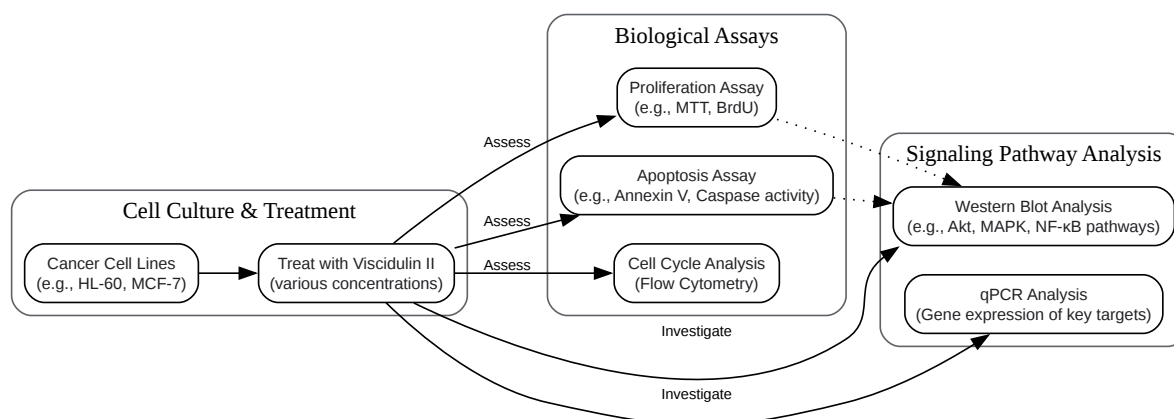 Biological Assays
Proliferation Assay
(e.g., MTT, BrdU)
Assess
Signaling Pathway Analysis
Apoptosis Assay
(e.g., Annexin V, Caspase activity)
Western Blot Analysis
(e.g., Akt, MAPK, NF-κB pathways)
Cell Culture & Treatment
Assess
Cancer Cell Lines
(e.g., HL-60, MCF-7)
Treat with Viscidulin II
(various concentrations)
Assess
Cell Cycle Analysis
(Flow Cytometry)
qPCR Analysis
(Gene expression of key targets)
Investigate
Investigate